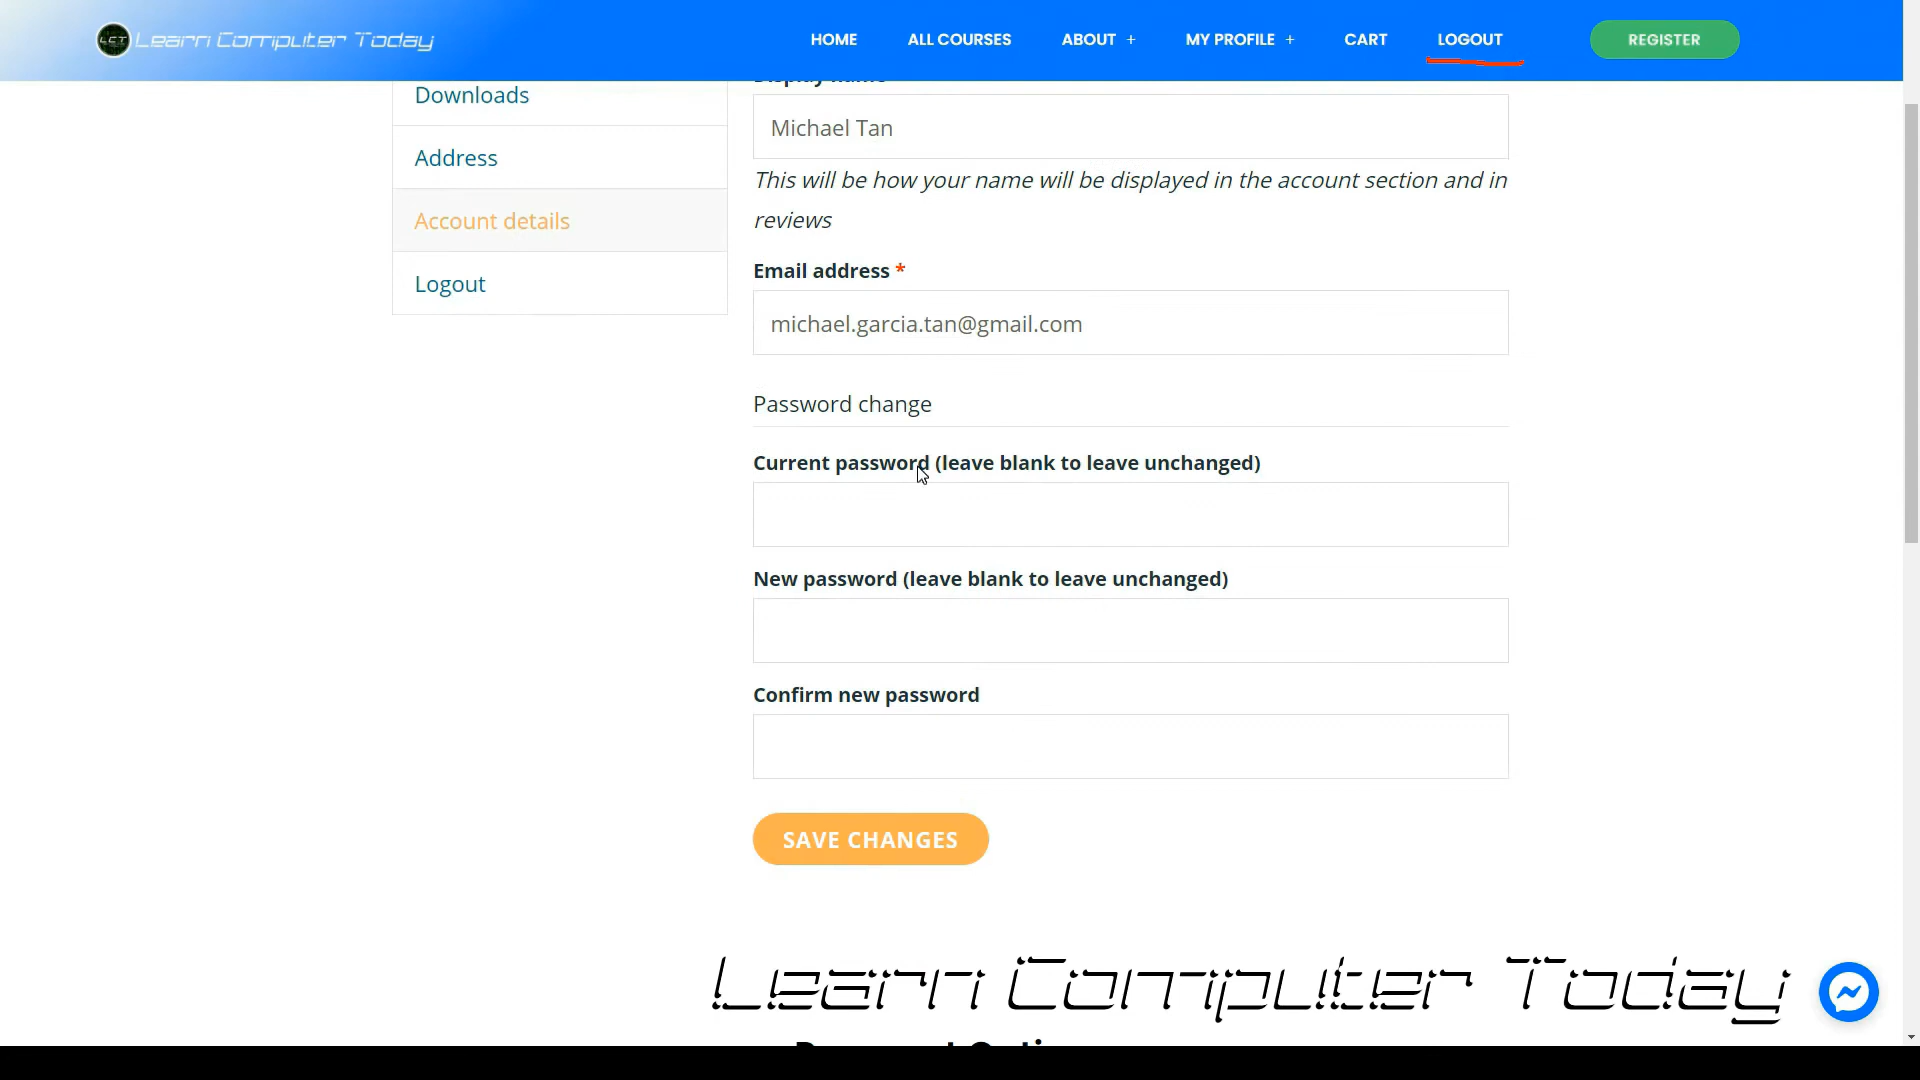 LCT Learn Computer Today
HOME ALL COURSES ABOUT + MY PROFILE + CART LOGOUT REGISTER
Display name
Downloads
Address
Account details
Logout
Michael Tan
This will be how your name will be displayed in the account section and in
reviews
Email address *
michael.garcia.tan@gmail.com
Password change
Current password (leave blank to leave unchanged)
New password (leave blank to leave unchanged)
Confirm new password
SAVE CHANGES
Learn Computer Today